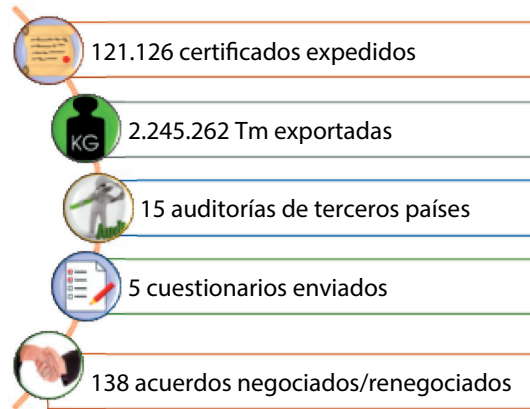 121.126 certificados expedidos
KG
2.245.262 Tm exportadas
15 auditorías de terceros países
Audit
5 cuestionarios enviados
138 acuerdos negociados/renegociados